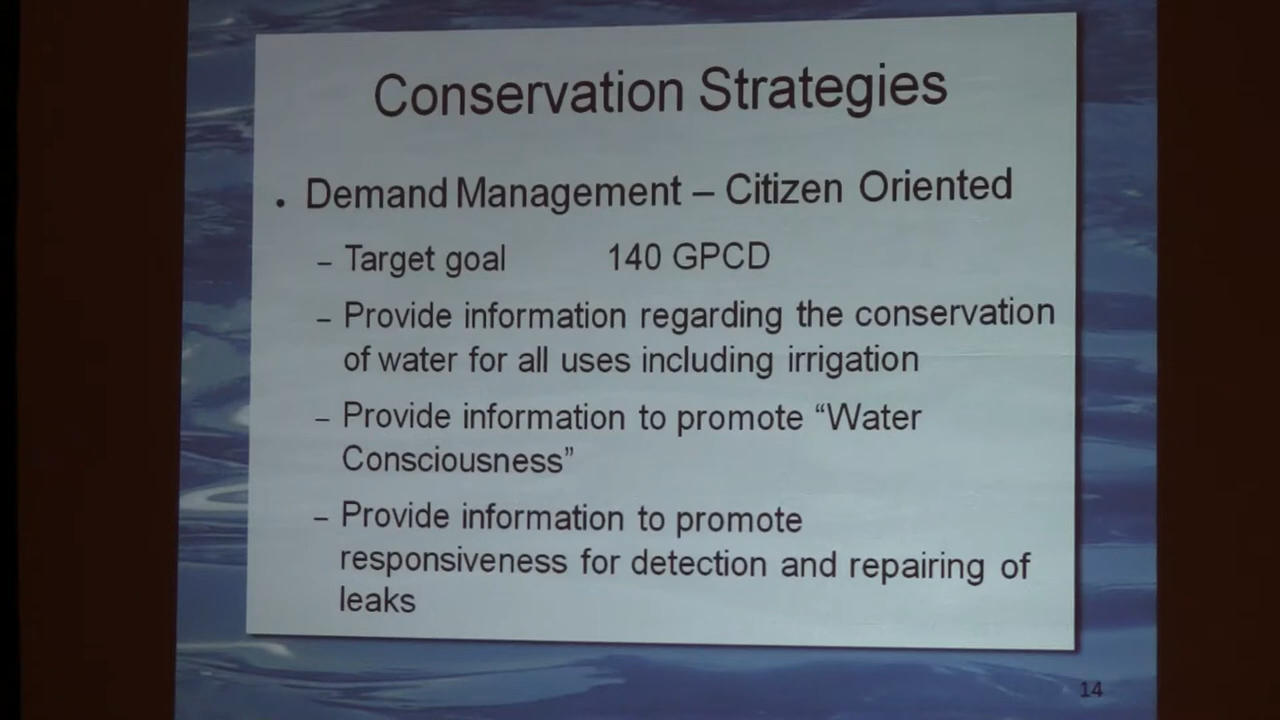 Conservation Strategies
• Demand Management – Citizen Oriented
– Target goal 140 GPCD
– Provide information regarding the conservation
of water for all uses including irrigation
– Provide information to promote “Water
Consciousness”
– Provide information to promote
responsiveness for detection and repairing of
leaks
14